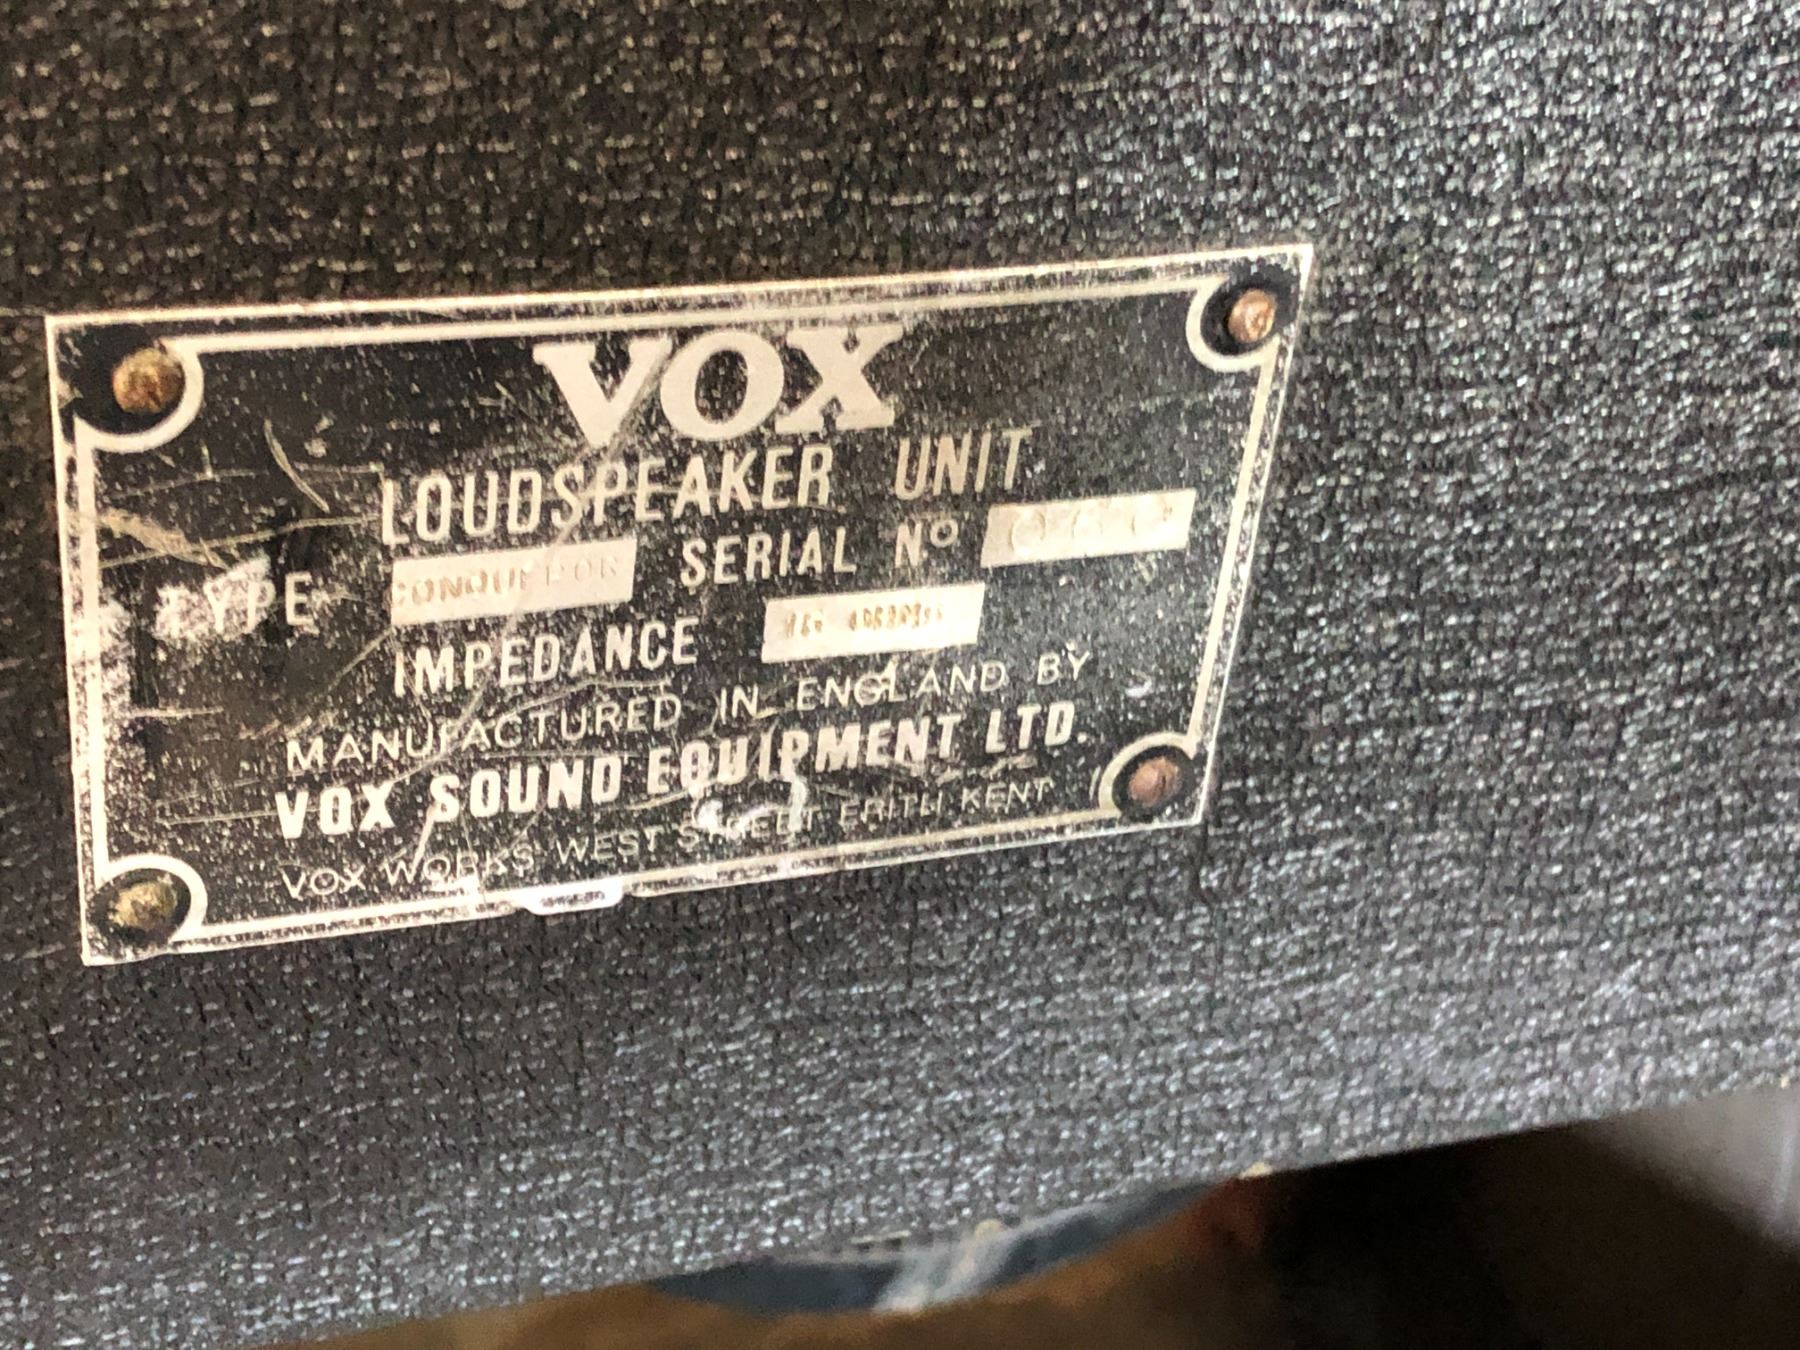 VOX
LOUDSPEAKER UNIT
TYPE CONQUEROR SERIAL Nº
IMPEDANCE
MANUFACTURED IN ENGLAND BY
VOX SOUND EQUIPMENT LTD.
VOX WORKS WEST STREET ERITH KENT